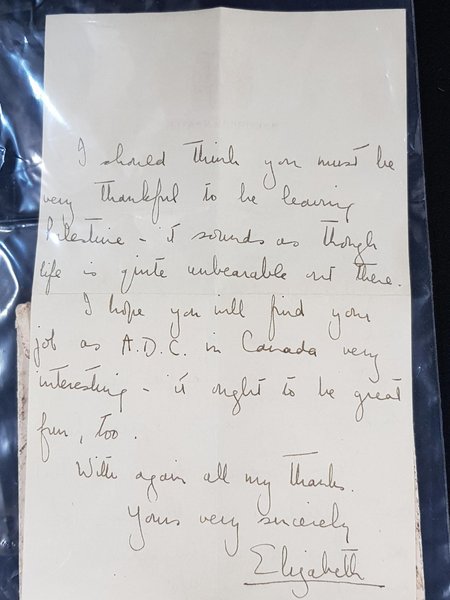 I should think you must be
very thankful to be leaving
Palestine - it sounds as though
life is quite unbearable out there.
I hope you will find your
job as A.D.C. in Canada very
interesting - it ought to be great
fun, too.
With again all my thanks.
Yours very sincerely
Elizabeth